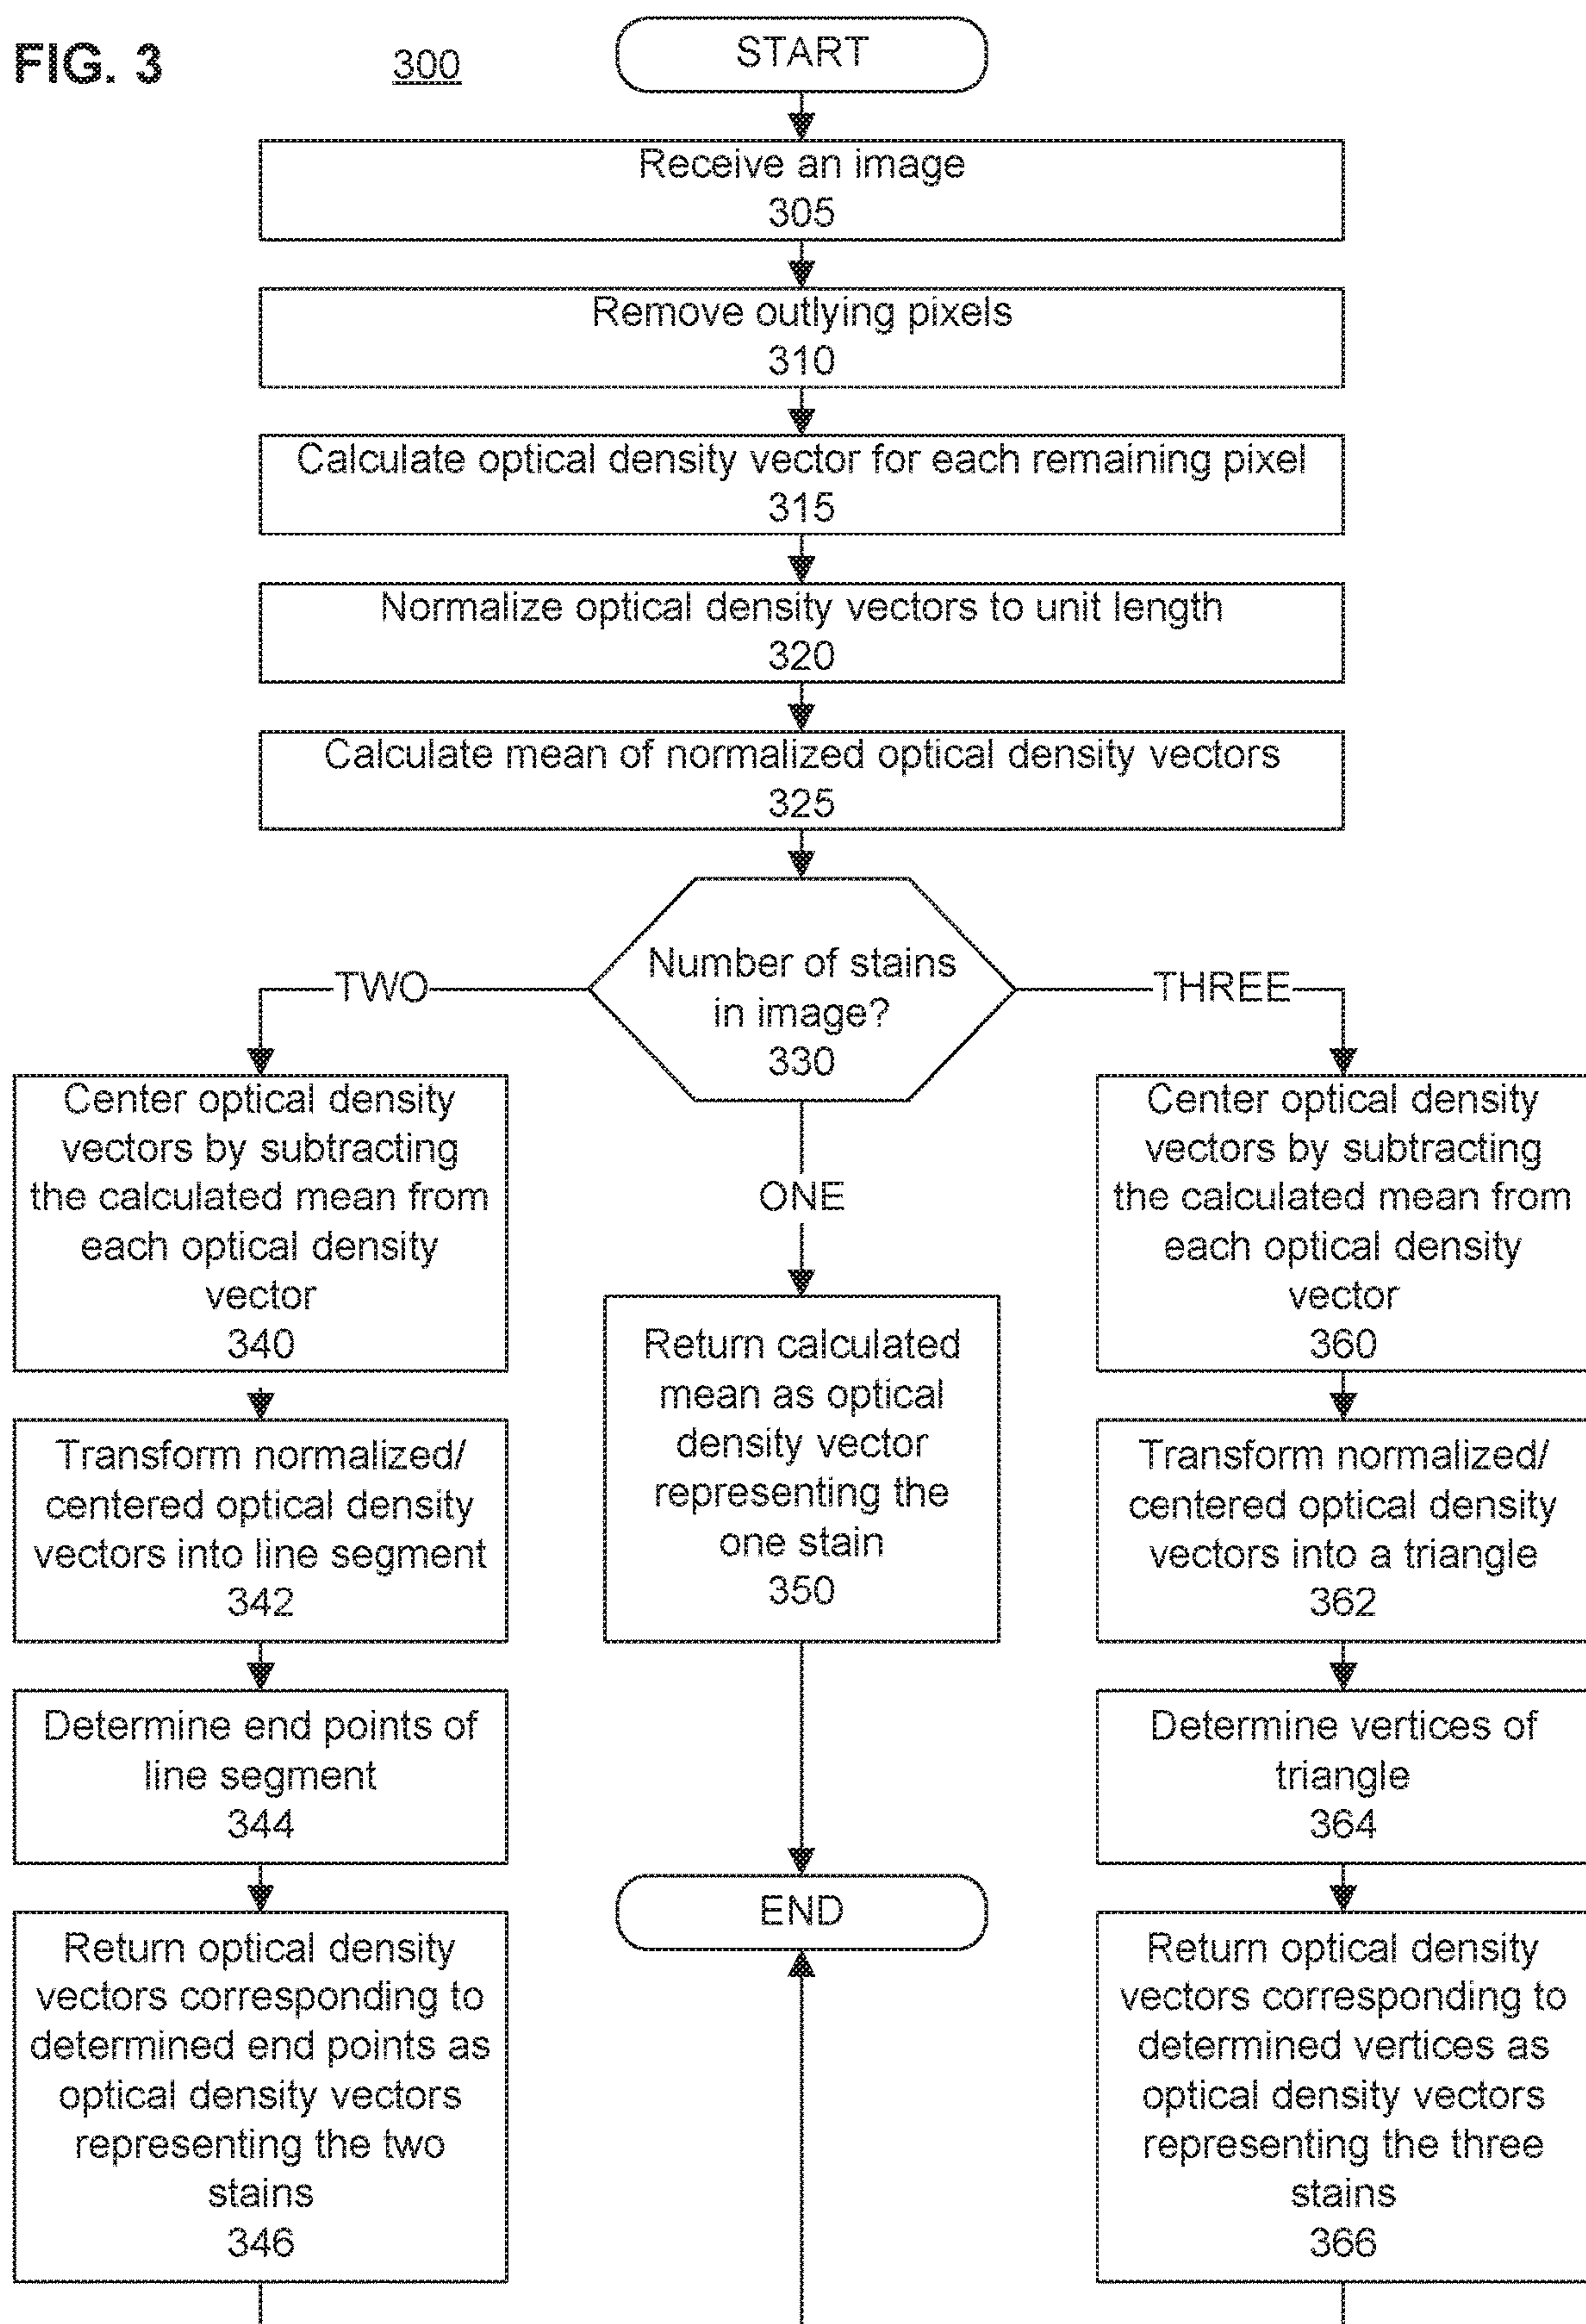 FIG. 3
300
START
Receive an image
305
Remove outlying pixels
310
Calculate optical density vector for each remaining pixel
315
Normalize optical density vectors to unit length
320
Calculate mean of normalized optical density vectors
325
Number of stains
in image?
330
TWO
THREE
ONE
Center optical density
vectors by subtracting
the calculated mean from
each optical density
vector
340
Transform normalized/
centered optical density
vectors into line segment
342
Determine end points of
line segment
344
Return optical density
vectors corresponding to
determined end points as
optical density vectors
representing the two
stains
346
Return calculated
mean as optical
density vector
representing the
one stain
350
END
Center optical density
vectors by subtracting
the calculated mean from
each optical density
vector
360
Transform normalized/
centered optical density
vectors into a triangle
362
Determine vertices of
triangle
364
Return optical density
vectors corresponding to
determined vertices as
optical density vectors
representing the three
stains
366